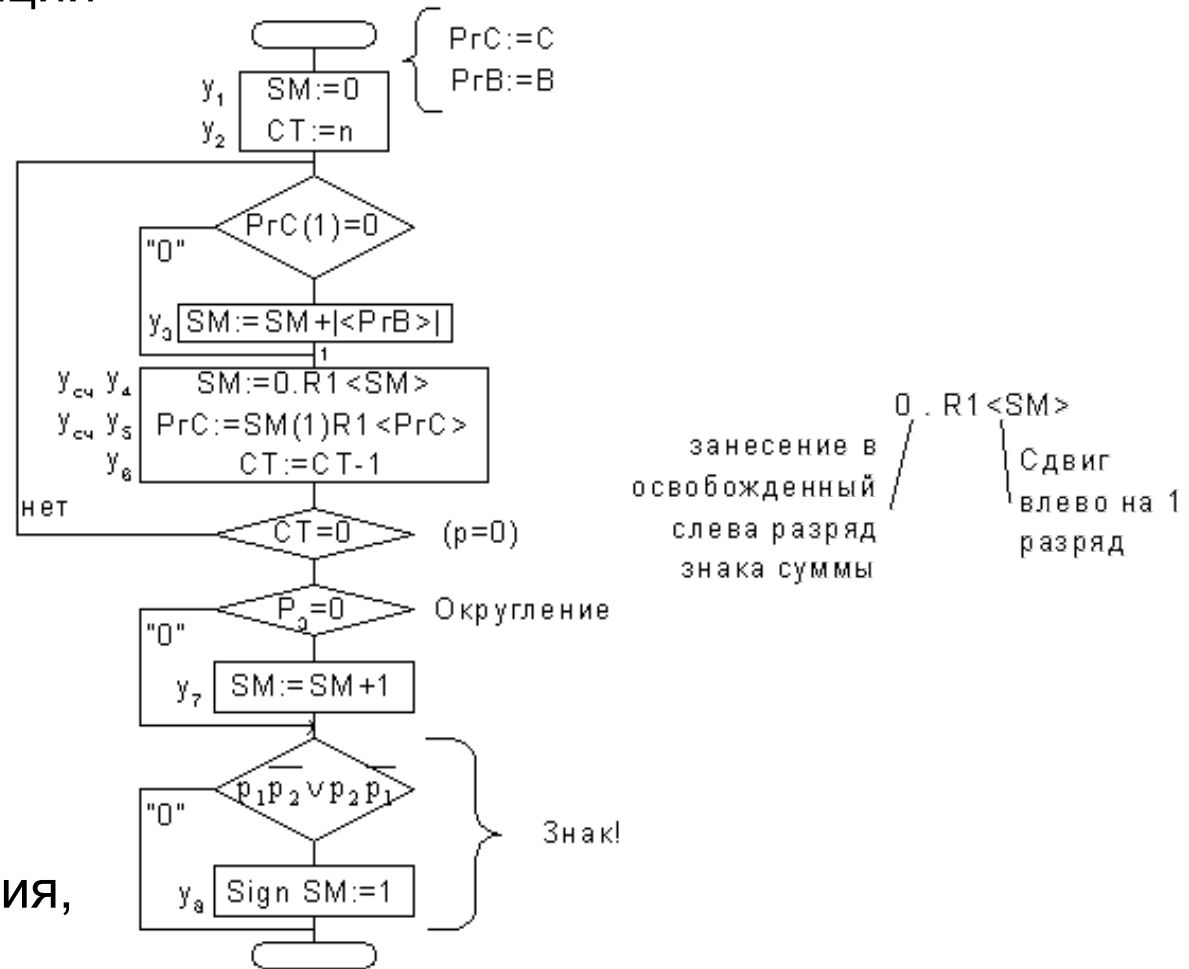 ции
PrC:=C
PrB:=B
y₁ SM:=0
y₂ CT:=n
PrC(1)=0
"0"
y₃ SM:=SM+|<PrB>|
1
yсч y₄ SM:=0.R1<SM>
yсч y₅ PrC:=SM(1)R1<PrC>
y₆ CT:=CT-1
нет
CT=0 (p=0)
P₃=0 Округление
"0"
y₇ SM:=SM+1
p₁p̅₂∨p₂p̅₁
"0"
Знак!
y₈ Sign SM:=1
ия,
0 . R1<SM>
занесение в
освобожденный
слева разряд
знака суммы
Сдвиг
влево на 1
разряд